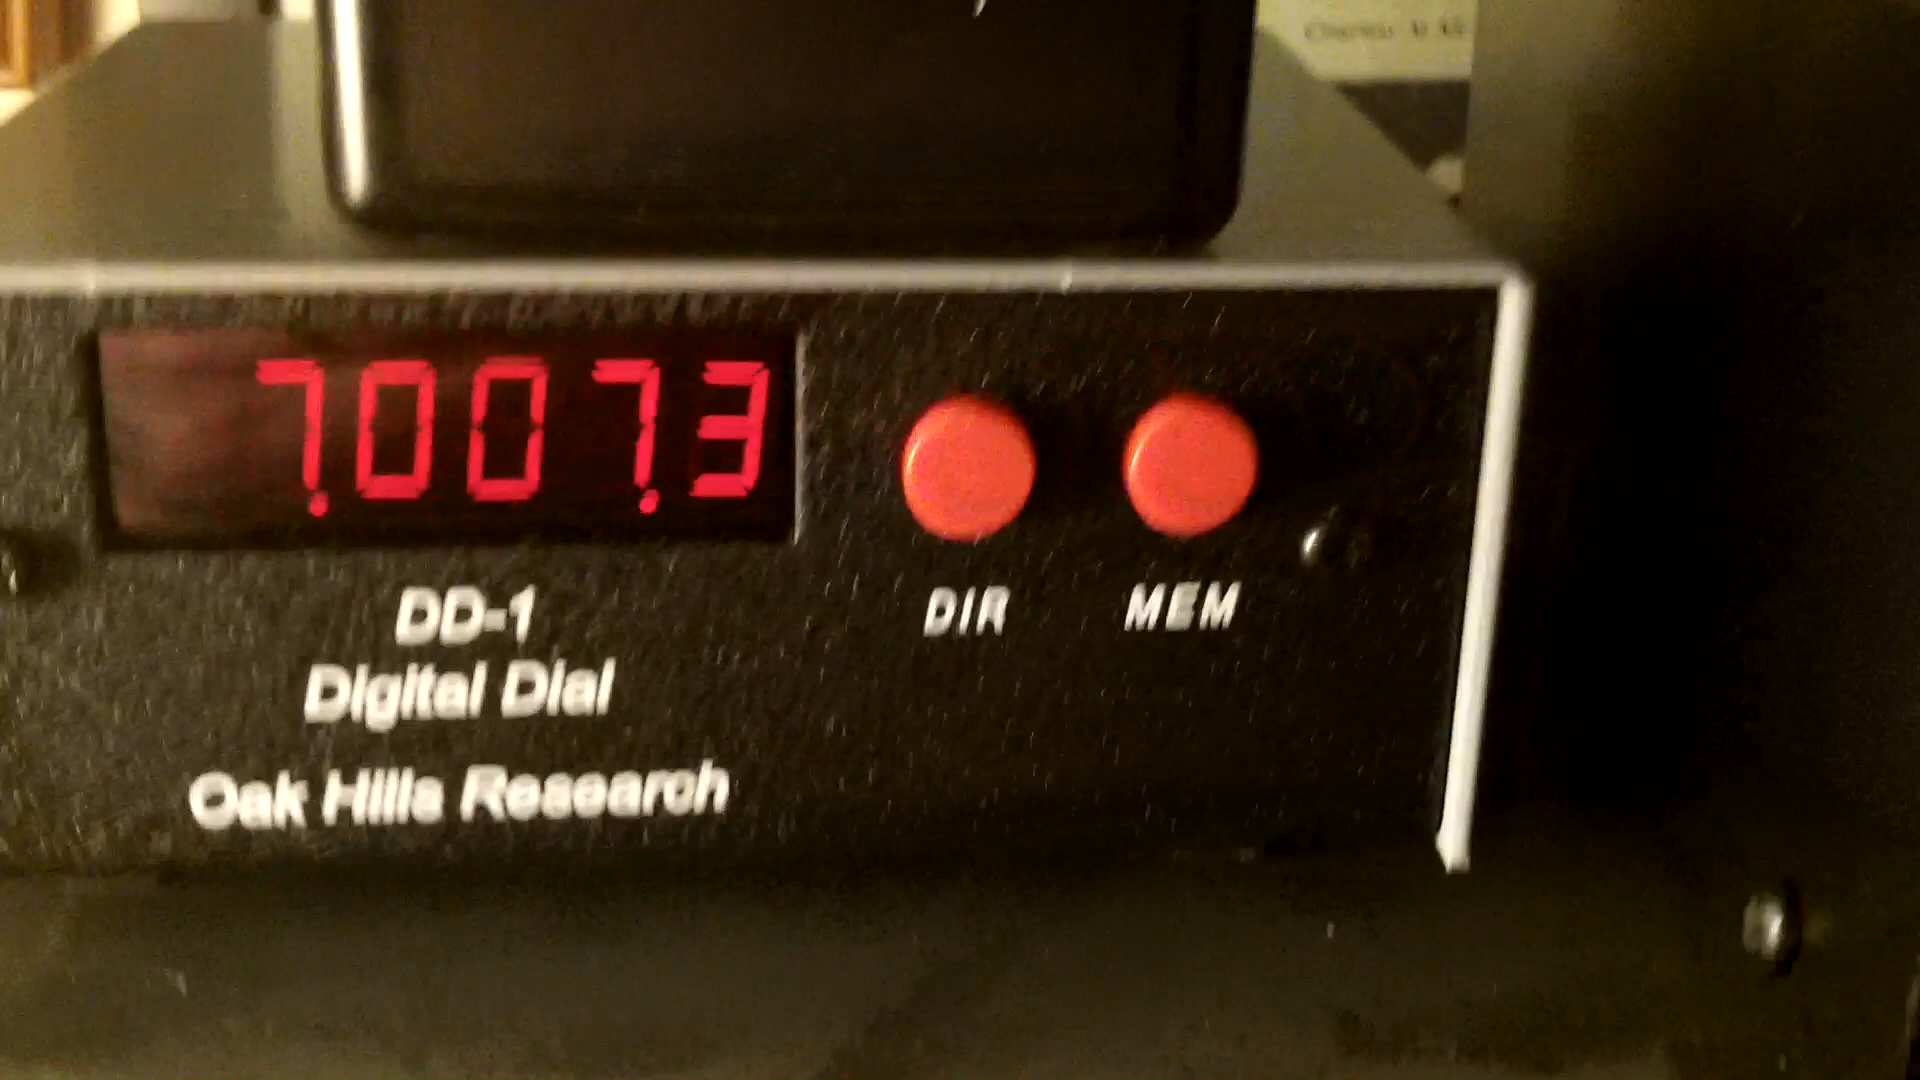 7.007.3
DIR MEM
DD-1
Digital Dial
Oak Hills Research